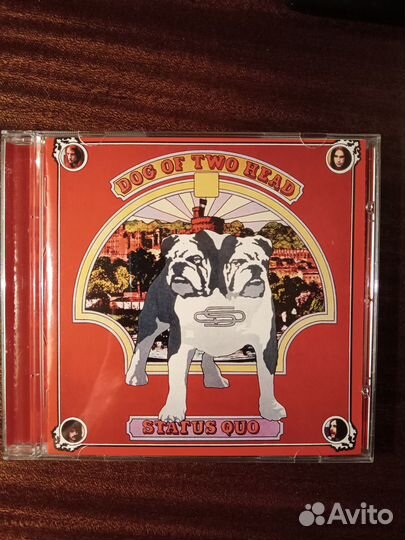 DOG OF TWO HEAD
STATUS QUO
Avito